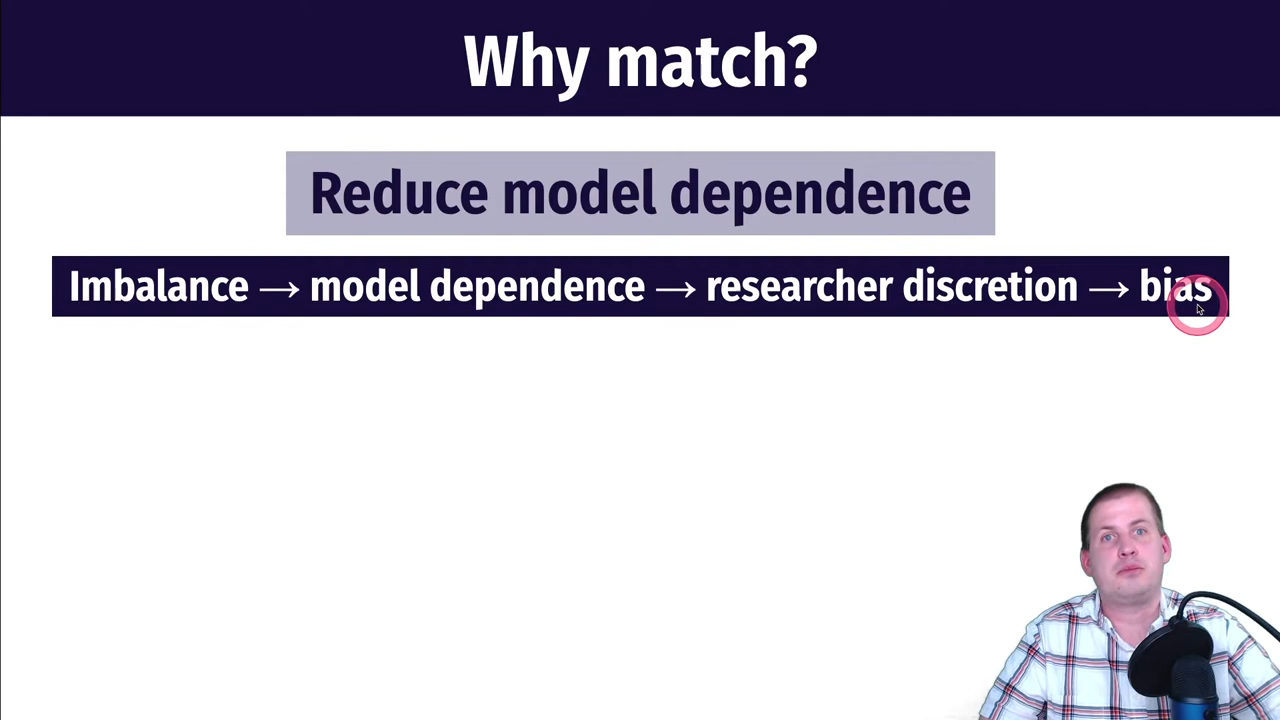 Why match?
Reduce model dependence
Imbalance → model dependence → researcher discretion → bias